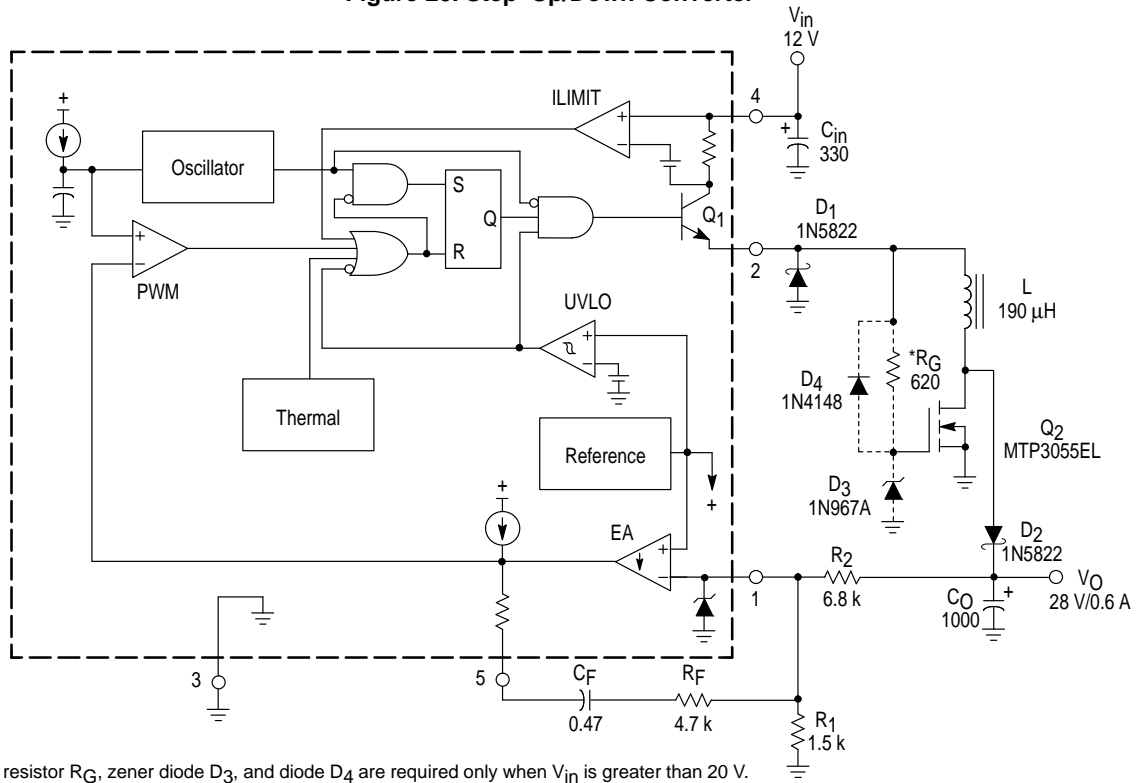 Figure 20. Step-Up/Down Converter
Vin
12 V
4
+
Cin
330
ILIMIT
+
−
+
Oscillator
S
Q
R
Q1
D1
1N5822
2
+
−
PWM
L
190 µH
UVLO
+
−
*RG
620
D4
1N4148
Thermal
Q2
MTP3055EL
Reference
D3
1N967A
+
+
EA
+
−
D2
1N5822
1
R2
6.8 k
VO
28 V/0.6 A
CO
1000
+
3
5
CF
0.47
RF
4.7 k
R1
1.5 k
resistor RG, zener diode D3, and diode D4 are required only when Vin is greater than 20 V.